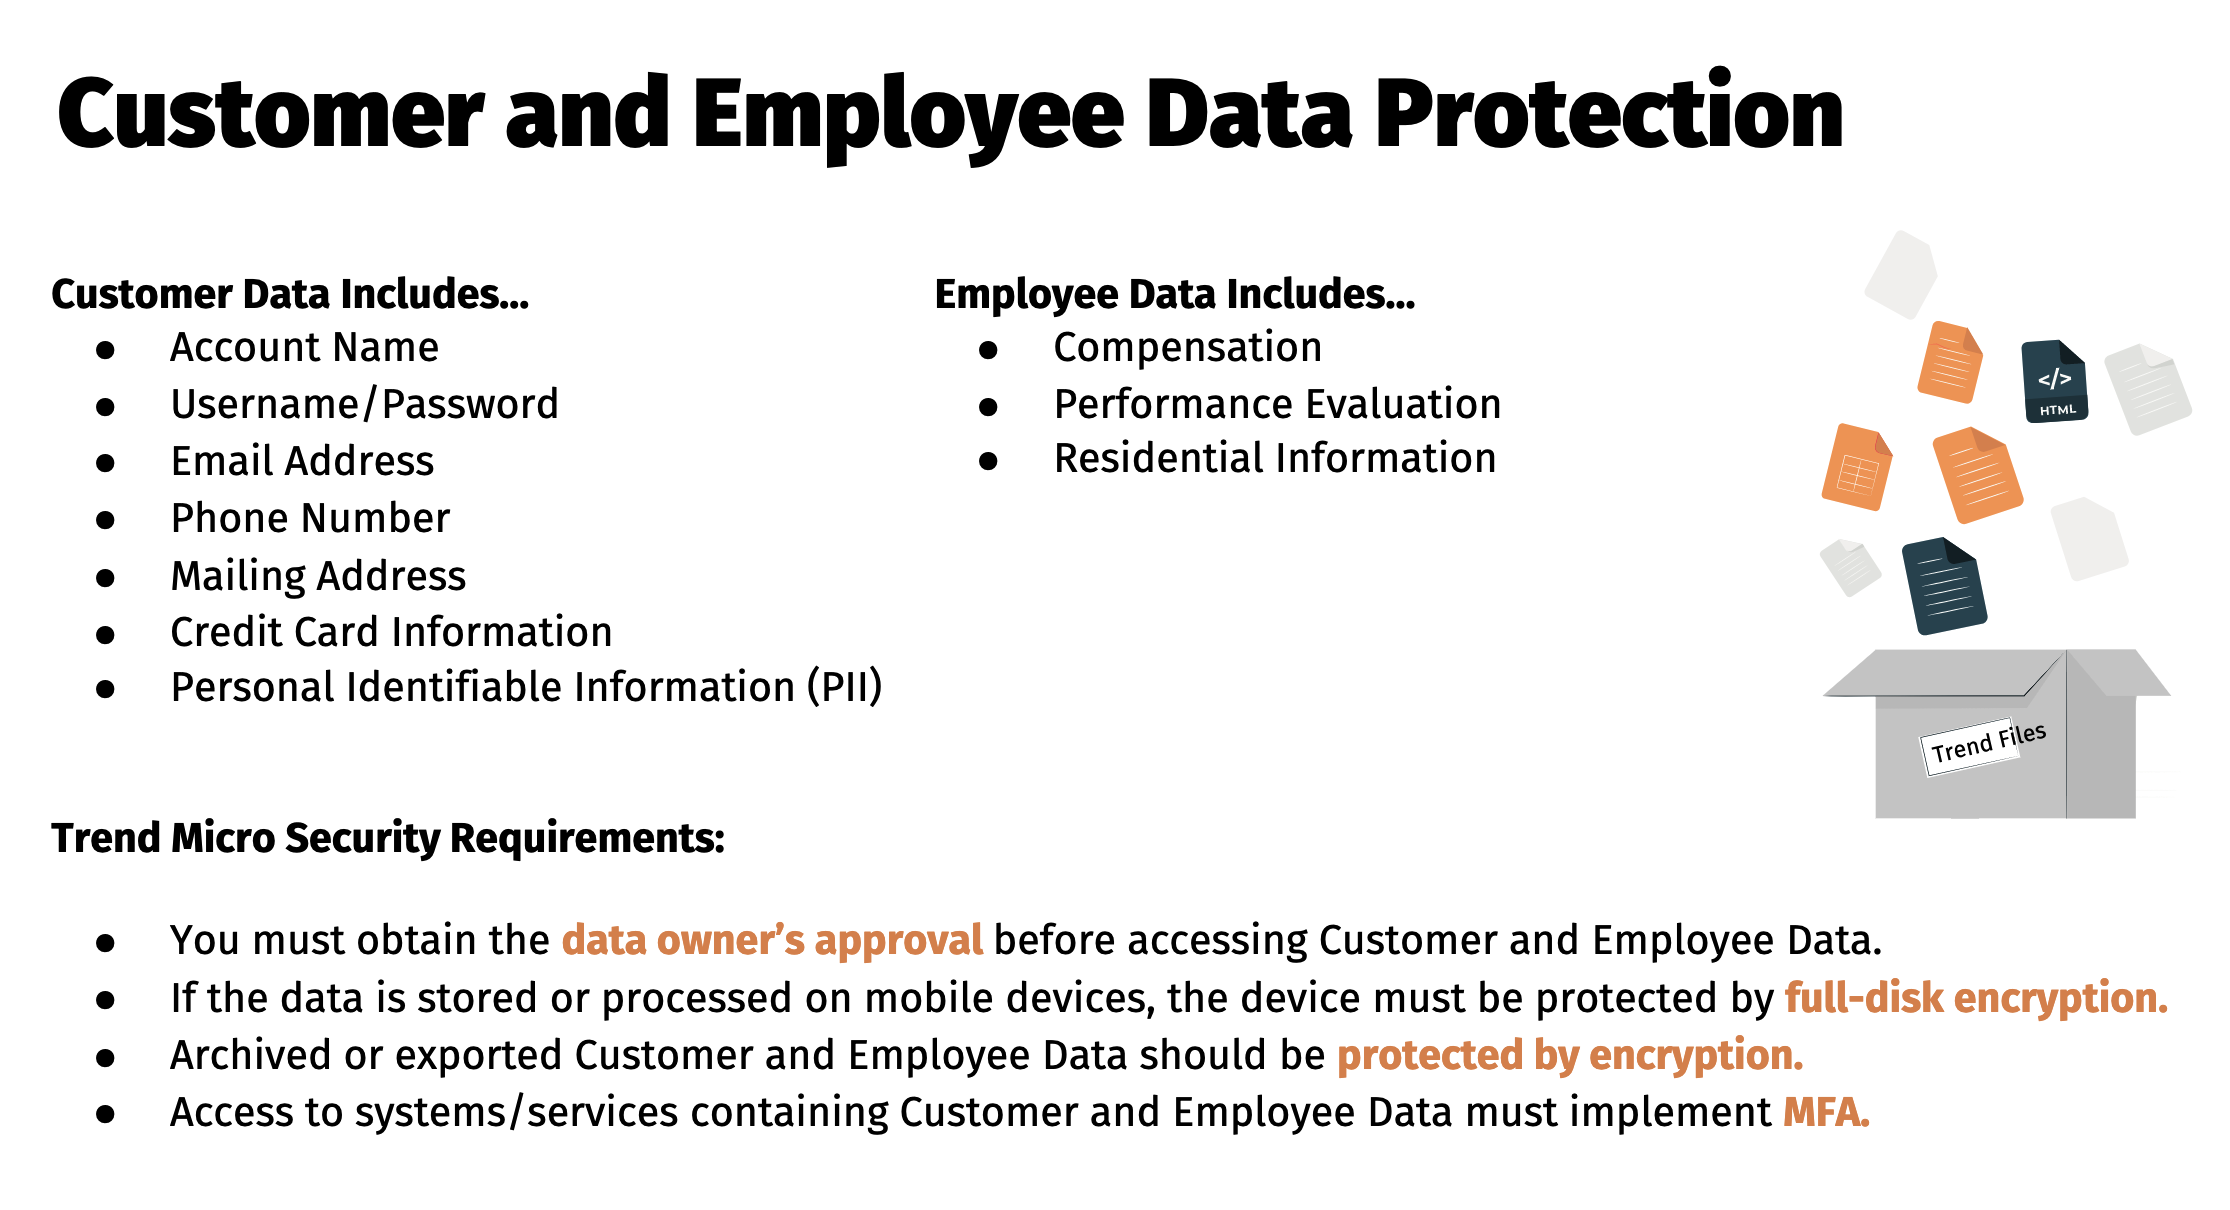 Customer and Employee Data Protection
Customer Data Includes...
● Account Name
● Username/Password
● Email Address
● Phone Number
● Mailing Address
● Credit Card Information
● Personal Identifiable Information (PII)
Employee Data Includes...
● Compensation
● Performance Evaluation
● Residential Information
</>
HTML
Trend Files
Trend Micro Security Requirements:
● You must obtain the data owner’s approval before accessing Customer and Employee Data.
● If the data is stored or processed on mobile devices, the device must be protected by full-disk encryption.
● Archived or exported Customer and Employee Data should be protected by encryption.
● Access to systems/services containing Customer and Employee Data must implement MFA.